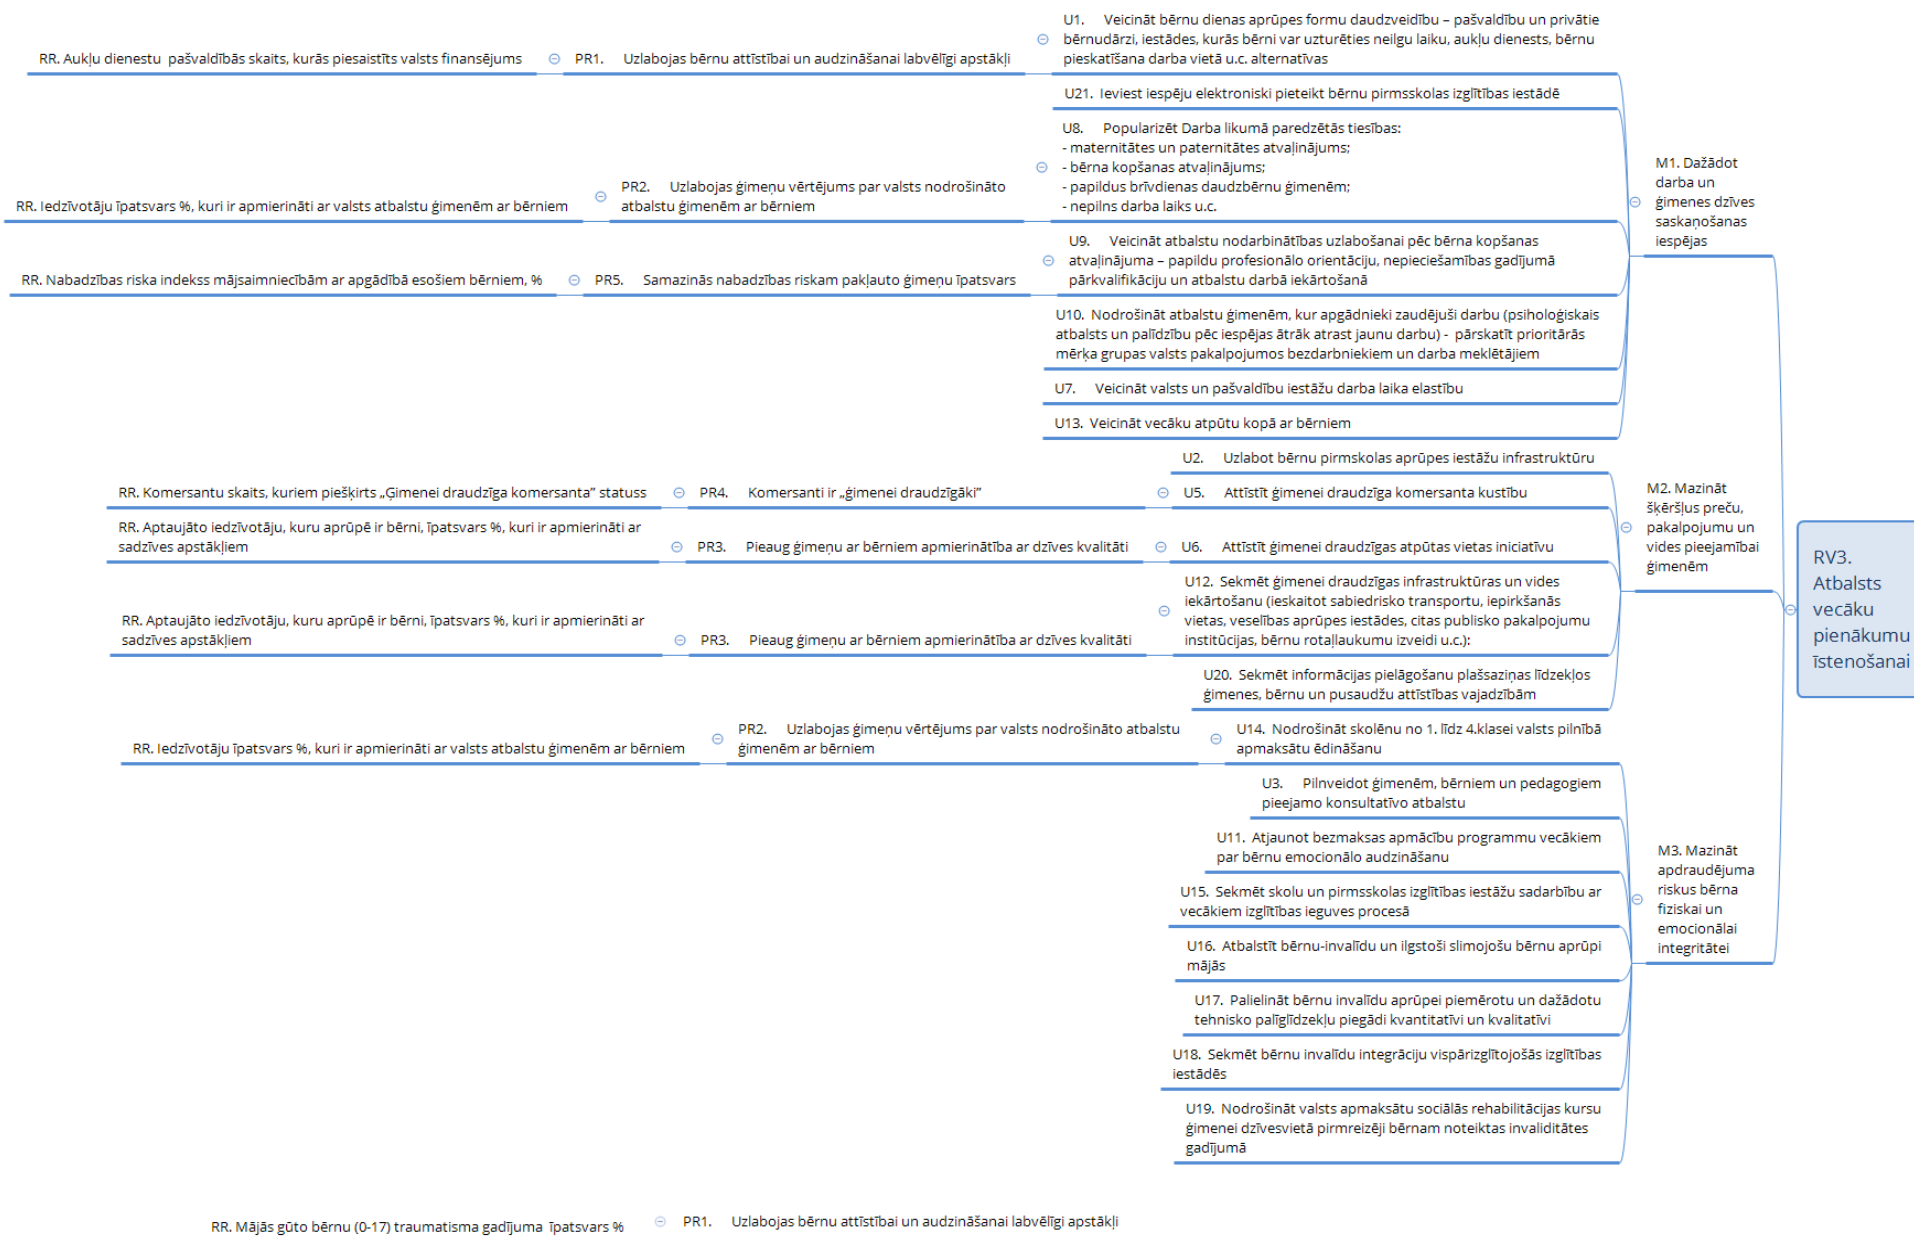 RR. Aukļu dienestu pašvaldībās skaits, kurās piesaistīts valsts finansējums
PR1. Uzlabojas bērnu attīstībai un audzināšanai labvēlīgi apstākļi
U1. Veicināt bērnu dienas aprūpes formu daudzveidību – pašvaldību un privātie
bērnudārzi, iestādes, kurās bērni var uzturēties neilgu laiku, aukļu dienests, bērnu
pieskatīšana darba vietā u.c. alternatīvas
U21. Ieviest iespēju elektroniski pieteikt bērnu pirmsskolas izglītības iestādē
RR. Iedzīvotāju īpatsvars %, kuri ir apmierināti ar valsts atbalstu ģimenēm ar bērniem
PR2. Uzlabojas ģimeņu vērtējums par valsts nodrošināto
atbalstu ģimenēm ar bērniem
U8. Popularizēt Darba likumā paredzētās tiesības:
- maternitātes un paternitātes atvaļinājums;
- bērna kopšanas atvaļinājums;
- papildus brīvdienas daudzbērnu ģimenēm;
- nepilns darba laiks u.c.
RR. Nabadzības riska indekss mājsaimniecībām ar apgādībā esošiem bērniem, %
PR5. Samazinās nabadzības riskam pakļauto ģimeņu īpatsvars
U9. Veicināt atbalstu nodarbinātības uzlabošanai pēc bērna kopšanas
atvaļinājuma – papildu profesionālo orientāciju, nepieciešamības gadījumā
pārkvalifikāciju un atbalstu darbā iekārtošanā
U10. Nodrošināt atbalstu ģimenēm, kur apgādnieki zaudējuši darbu (psiholoģiskais
atbalsts un palīdzību pēc iespējas ātrāk atrast jaunu darbu) - pārskatīt prioritārās
mērķa grupas valsts pakalpojumos bezdarbniekiem un darba meklētājiem
U7. Veicināt valsts un pašvaldību iestāžu darba laika elastību
U13. Veicināt vecāku atpūtu kopā ar bērniem
M1. Dažādot
darba un
ģimenes dzīves
saskaņošanas
iespējas
U2. Uzlabot bērnu pirmskolas aprūpes iestāžu infrastruktūru
RR. Komersantu skaits, kuriem piešķirts „Ģimenei draudzīga komersanta” statuss
PR4. Komersanti ir „ģimenei draudzīgāki”
U5. Attīstīt ģimenei draudzīga komersanta kustību
RR. Aptaujāto iedzīvotāju, kuru aprūpē ir bērni, īpatsvars %, kuri ir apmierināti ar
sadzīves apstākļiem
PR3. Pieaug ģimeņu ar bērniem apmierinātība ar dzīves kvalitāti
U6. Attīstīt ģimenei draudzīgas atpūtas vietas iniciatīvu
RR. Aptaujāto iedzīvotāju, kuru aprūpē ir bērni, īpatsvars %, kuri ir apmierināti ar
sadzīves apstākļiem
PR3. Pieaug ģimeņu ar bērniem apmierinātība ar dzīves kvalitāti
U12. Sekmēt ģimenei draudzīgas infrastruktūras un vides
iekārtošanu (ieskaitot sabiedrisko transportu, iepirkšanās
vietas, veselības aprūpes iestādes, citas publisko pakalpojumu
institūcijas, bērnu rotaļlaukumu izveidi u.c.):
U20. Sekmēt informācijas pielāgošanu plašsaziņas līdzekļos
ģimenes, bērnu un pusaudžu attīstības vajadzībām
M2. Mazināt
šķēršļus preču,
pakalpojumu un
vides pieejamībai
ģimenēm
RR. Iedzīvotāju īpatsvars %, kuri ir apmierināti ar valsts atbalstu ģimenēm ar bērniem
PR2. Uzlabojas ģimeņu vērtējums par valsts nodrošināto atbalstu
ģimenēm ar bērniem
U14. Nodrošināt skolēnu no 1. līdz 4.klasei valsts pilnībā
apmaksātu ēdināšanu
U3. Pilnveidot ģimenēm, bērniem un pedagogiem
pieejamo konsultatīvo atbalstu
U11. Atjaunot bezmaksas apmācību programmu vecākiem
par bērnu emocionālo audzināšanu
U15. Sekmēt skolu un pirmsskolas izglītības iestāžu sadarbību ar
vecākiem izglītības ieguves procesā
U16. Atbalstīt bērnu-invalīdu un ilgstoši slimojošu bērnu aprūpi
mājās
U17. Palielināt bērnu invalīdu aprūpei piemērotu un dažādotu
tehnisko palīglīdzekļu piegādi kvantitatīvi un kvalitatīvi
U18. Sekmēt bērnu invalīdu integrāciju vispārizglītojošās izglītības
iestādēs
U19. Nodrošināt valsts apmaksātu sociālās rehabilitācijas kursu
ģimenei dzīvesvietā pirmreizēji bērnam noteiktas invaliditātes
gadījumā
M3. Mazināt
apdraudējuma
riskus bērna
fiziskai un
emocionālai
integritātei
RV3.
Atbalsts
vecāku
pienākumu
īstenošanai
RR. Mājās gūto bērnu (0-17) traumatisma gadījuma īpatsvars %
PR1. Uzlabojas bērnu attīstībai un audzināšanai labvēlīgi apstākļi